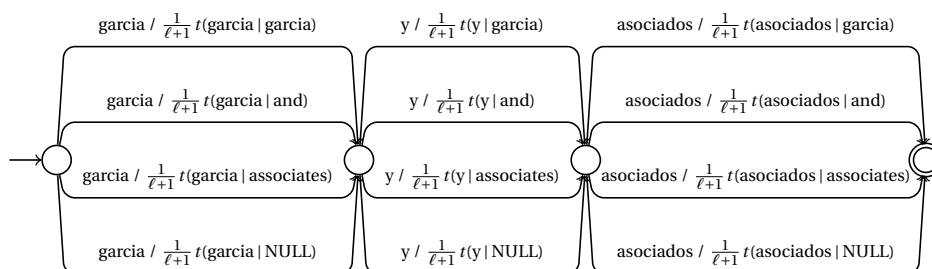 garcia / 1/(ℓ+1) t(garcia | garcia) y / 1/(ℓ+1) t(y | garcia) asociados / 1/(ℓ+1) t(asociados | garcia)
garcia / 1/(ℓ+1) t(garcia | and) y / 1/(ℓ+1) t(y | and) asociados / 1/(ℓ+1) t(asociados | and)
garcia / 1/(ℓ+1) t(garcia | associates) y / 1/(ℓ+1) t(y | associates) asociados / 1/(ℓ+1) t(asociados | associates)
garcia / 1/(ℓ+1) t(garcia | NULL) y / 1/(ℓ+1) t(y | NULL) asociados / 1/(ℓ+1) t(asociados | NULL)